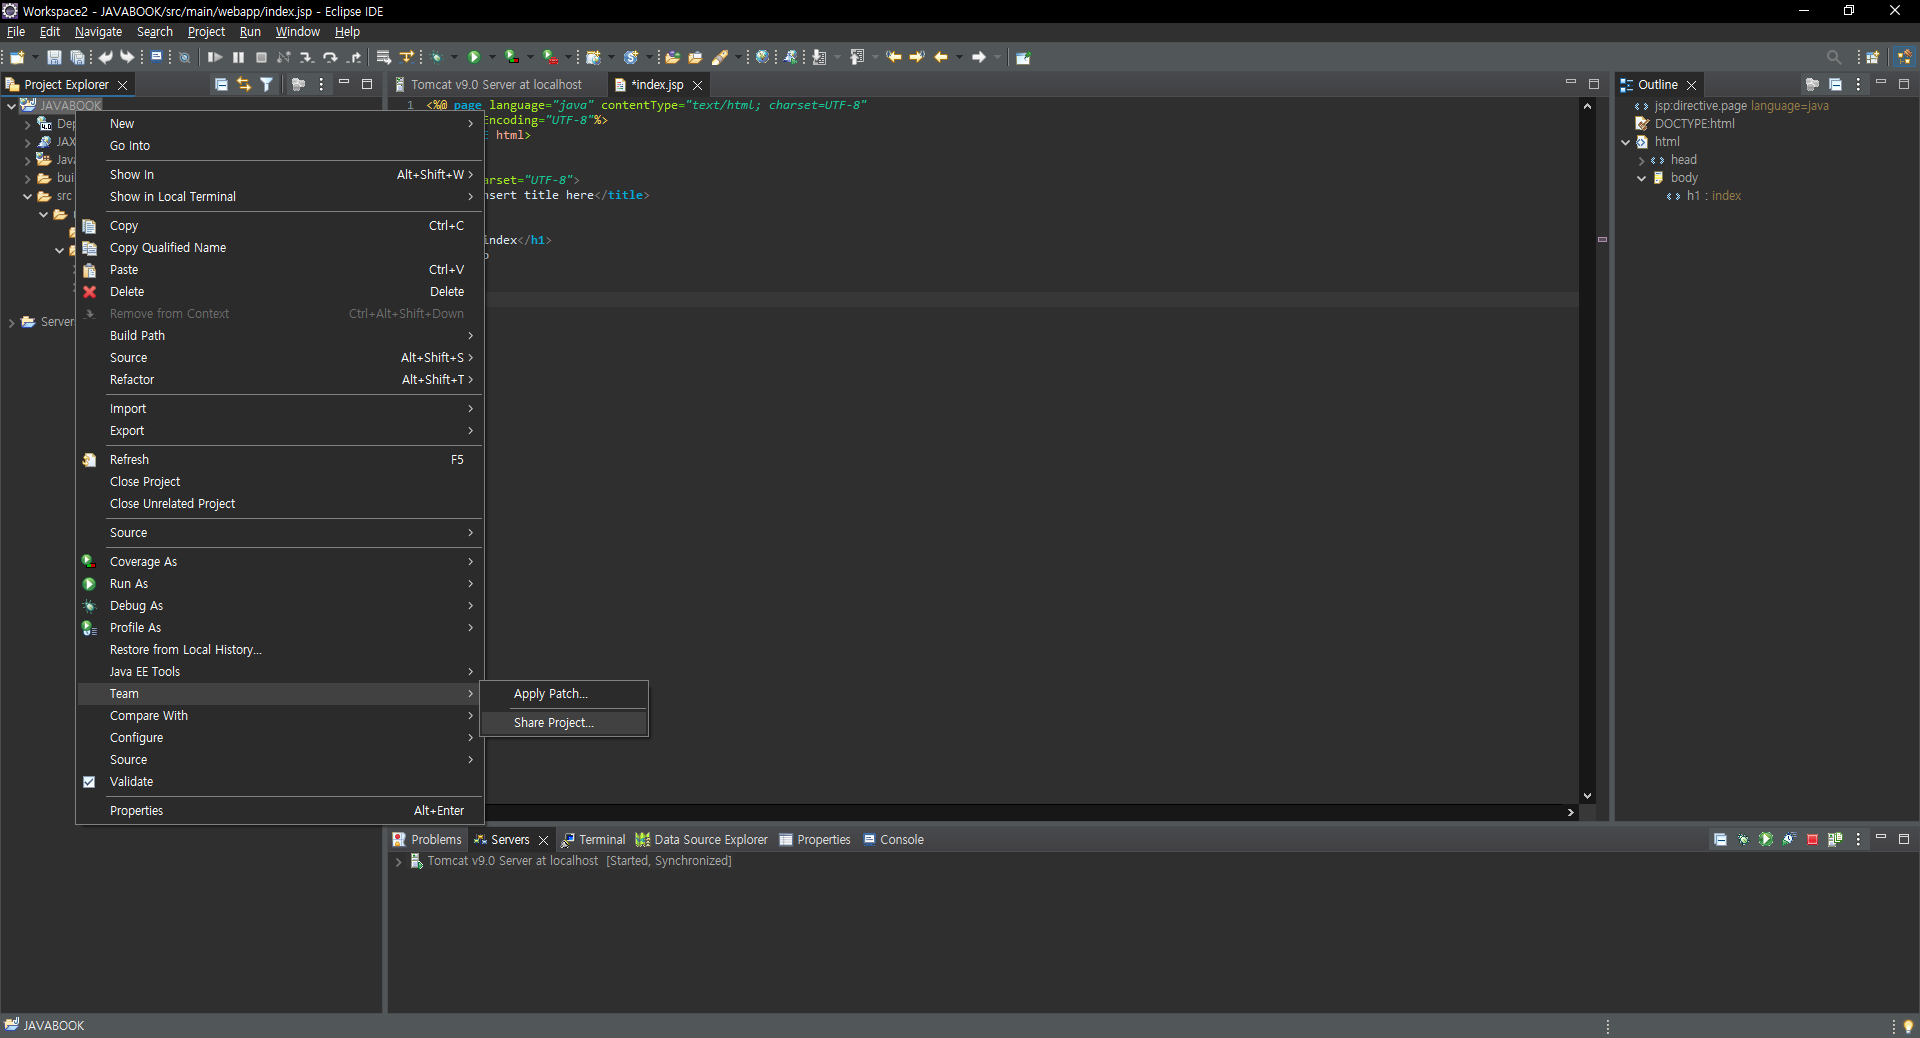 Workspace2 - JAVABOOK/src/main/webapp/index.jsp - Eclipse IDE
File Edit Navigate Search Project Run Window Help
Project Explorer
Tomcat v9.0 Server at localhost
*index.jsp
Outline
JAVABOOK
Dep
JAX
Java
bui
src
Server
New
Go Into
Show In Alt+Shift+W
Show in Local Terminal
Copy Ctrl+C
Copy Qualified Name
Paste Ctrl+V
Delete Delete
Remove from Context Ctrl+Alt+Shift+Down
Build Path
Source Alt+Shift+S
Refactor Alt+Shift+T
Import
Export
Refresh F5
Close Project
Close Unrelated Project
Source
Coverage As
Run As
Debug As
Profile As
Restore from Local History...
Java EE Tools
Team
Compare With
Configure
Source
Validate
Properties Alt+Enter
Apply Patch...
Share Project...
1 <%@ page language="java" contentType="text/html; charset=UTF-8"
Encoding="UTF-8"%>
html>
arset="UTF-8">
nsert title here</title>
index</h1>
jsp:directive.page language=java
DOCTYPE:html
html
head
body
h1 : index
Problems
Servers
Terminal
Data Source Explorer
Properties
Console
Tomcat v9.0 Server at localhost [Started, Synchronized]
JAVABOOK